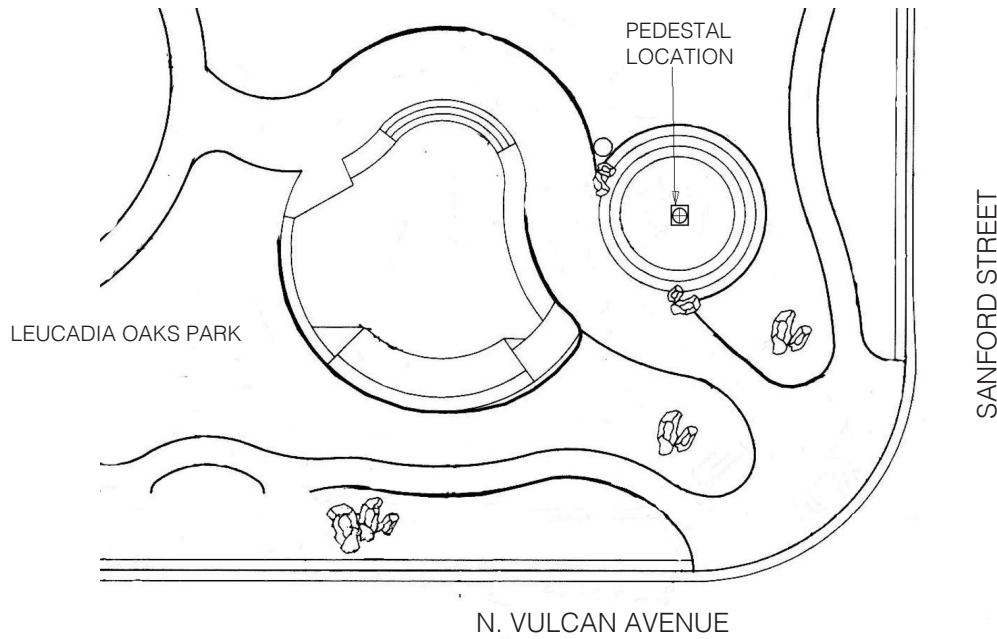 PEDESTAL
LOCATION
SANFORD STREET
LEUCADIA OAKS PARK
N. VULCAN AVENUE